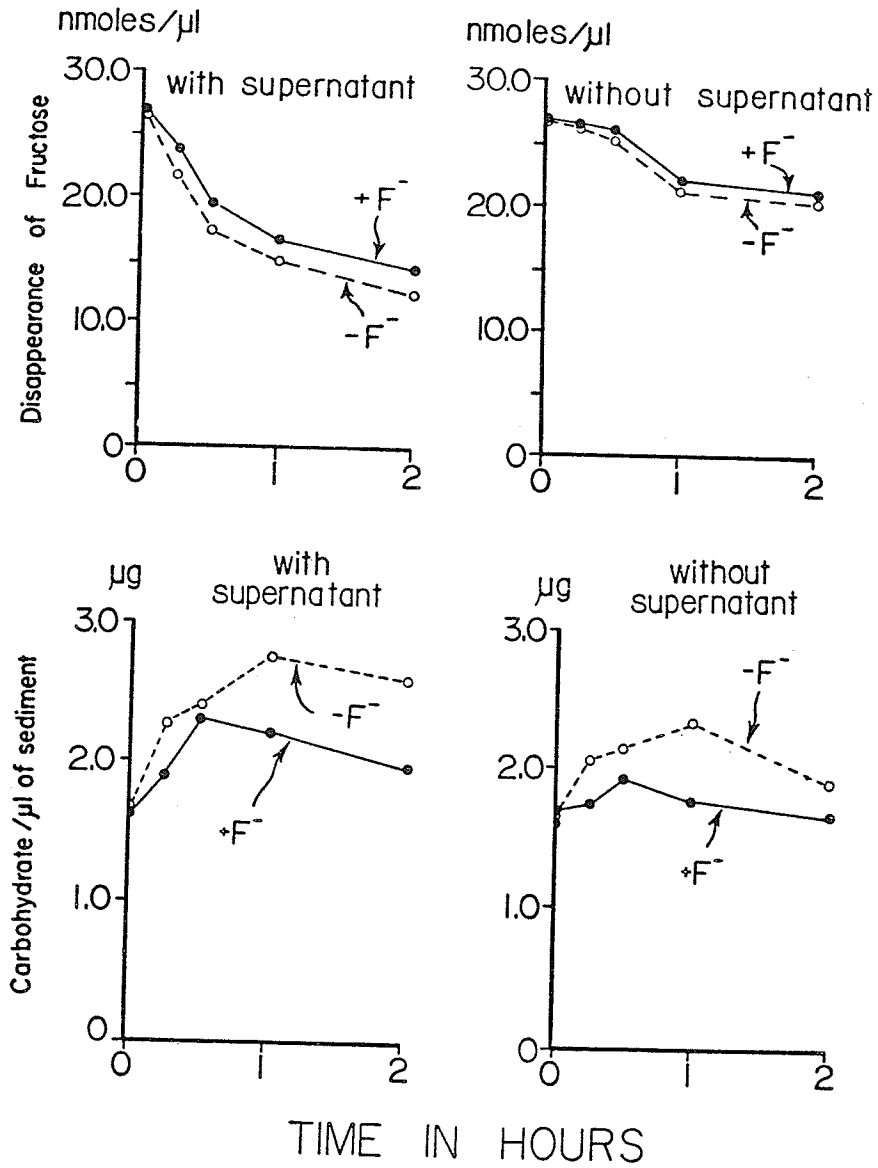 nmoles/µl
30.0
with supernatant
20.0
+F⁻
10.0
-F⁻
0
0
1
2
Disappearance of Fructose
nmoles/µl
30.0
without supernatant
+F⁻
20.0
-F⁻
10.0
0
0
1
2
µg
with
supernatant
3.0
-F⁻
2.0
+F⁻
1.0
0
0
1
2
Carbohydrate/µl of sediment
µg
without
supernatant
3.0
-F⁻
2.0
+F⁻
1.0
0
0
1
2
TIME IN HOURS